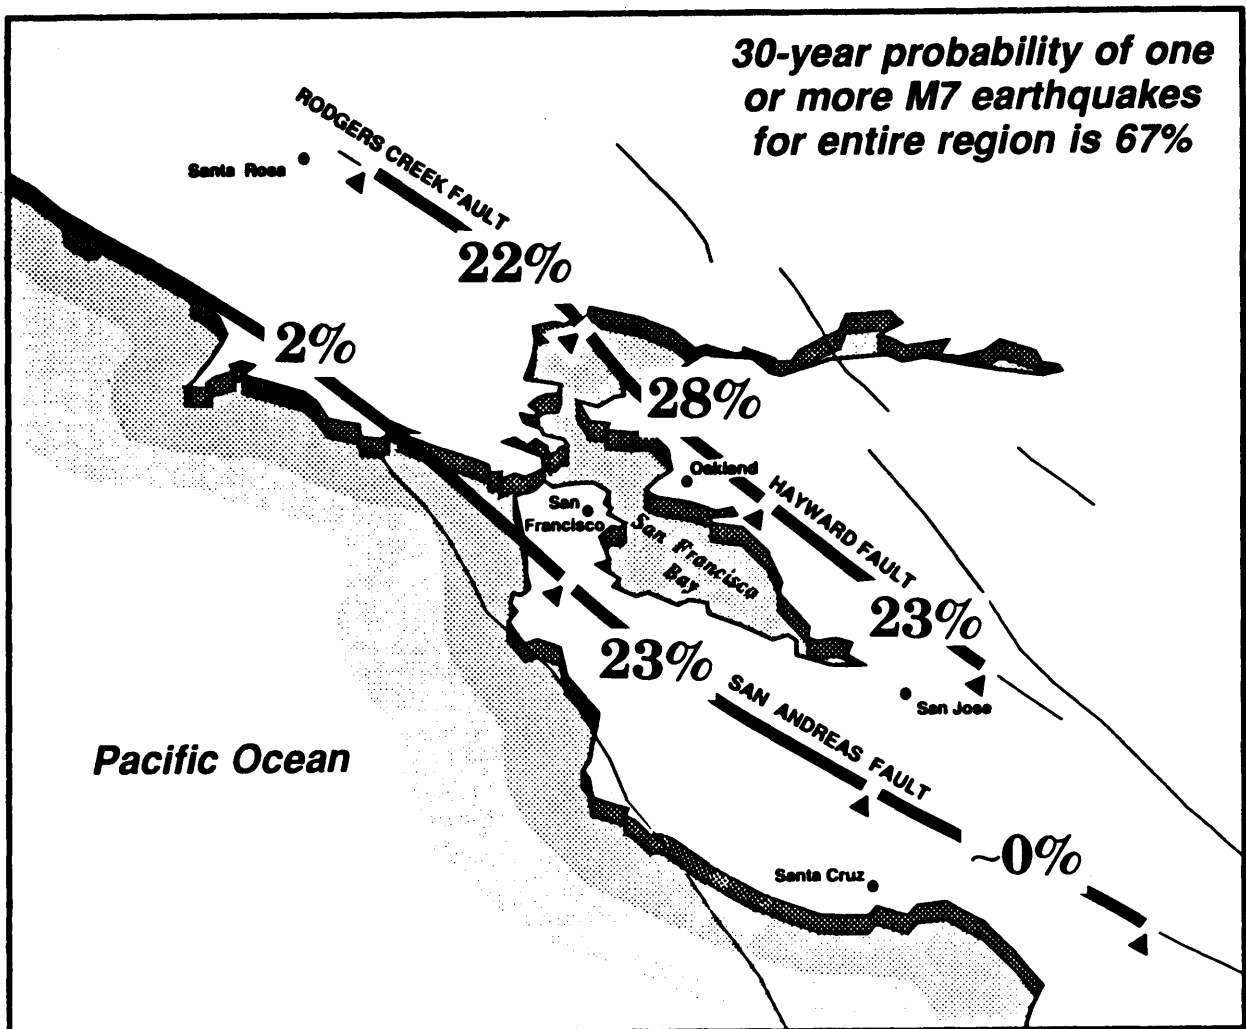 30-year probability of one
or more M7 earthquakes
for entire region is 67%
RODGERS CREEK FAULT
Santa Rosa
22%
2%
28%
Oakland
HAYWARD FAULT
San
Francisco
San Francisco
Bay
23%
23%
SAN ANDREAS FAULT
San Jose
Pacific Ocean
~0%
Santa Cruz